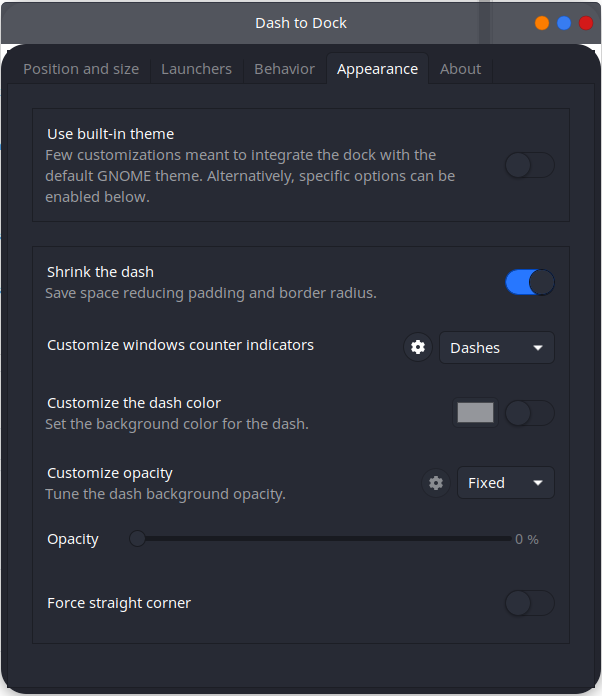 Dash to Dock
Position and size
Launchers
Behavior
Appearance
About
Use built-in theme
Few customizations meant to integrate the dock with the
default GNOME theme. Alternatively, specific options can be
enabled below.
Shrink the dash
Save space reducing padding and border radius.
Customize windows counter indicators
Dashes
Customize the dash color
Set the background color for the dash.
Customize opacity
Tune the dash background opacity.
Fixed
Opacity
0 %
Force straight corner